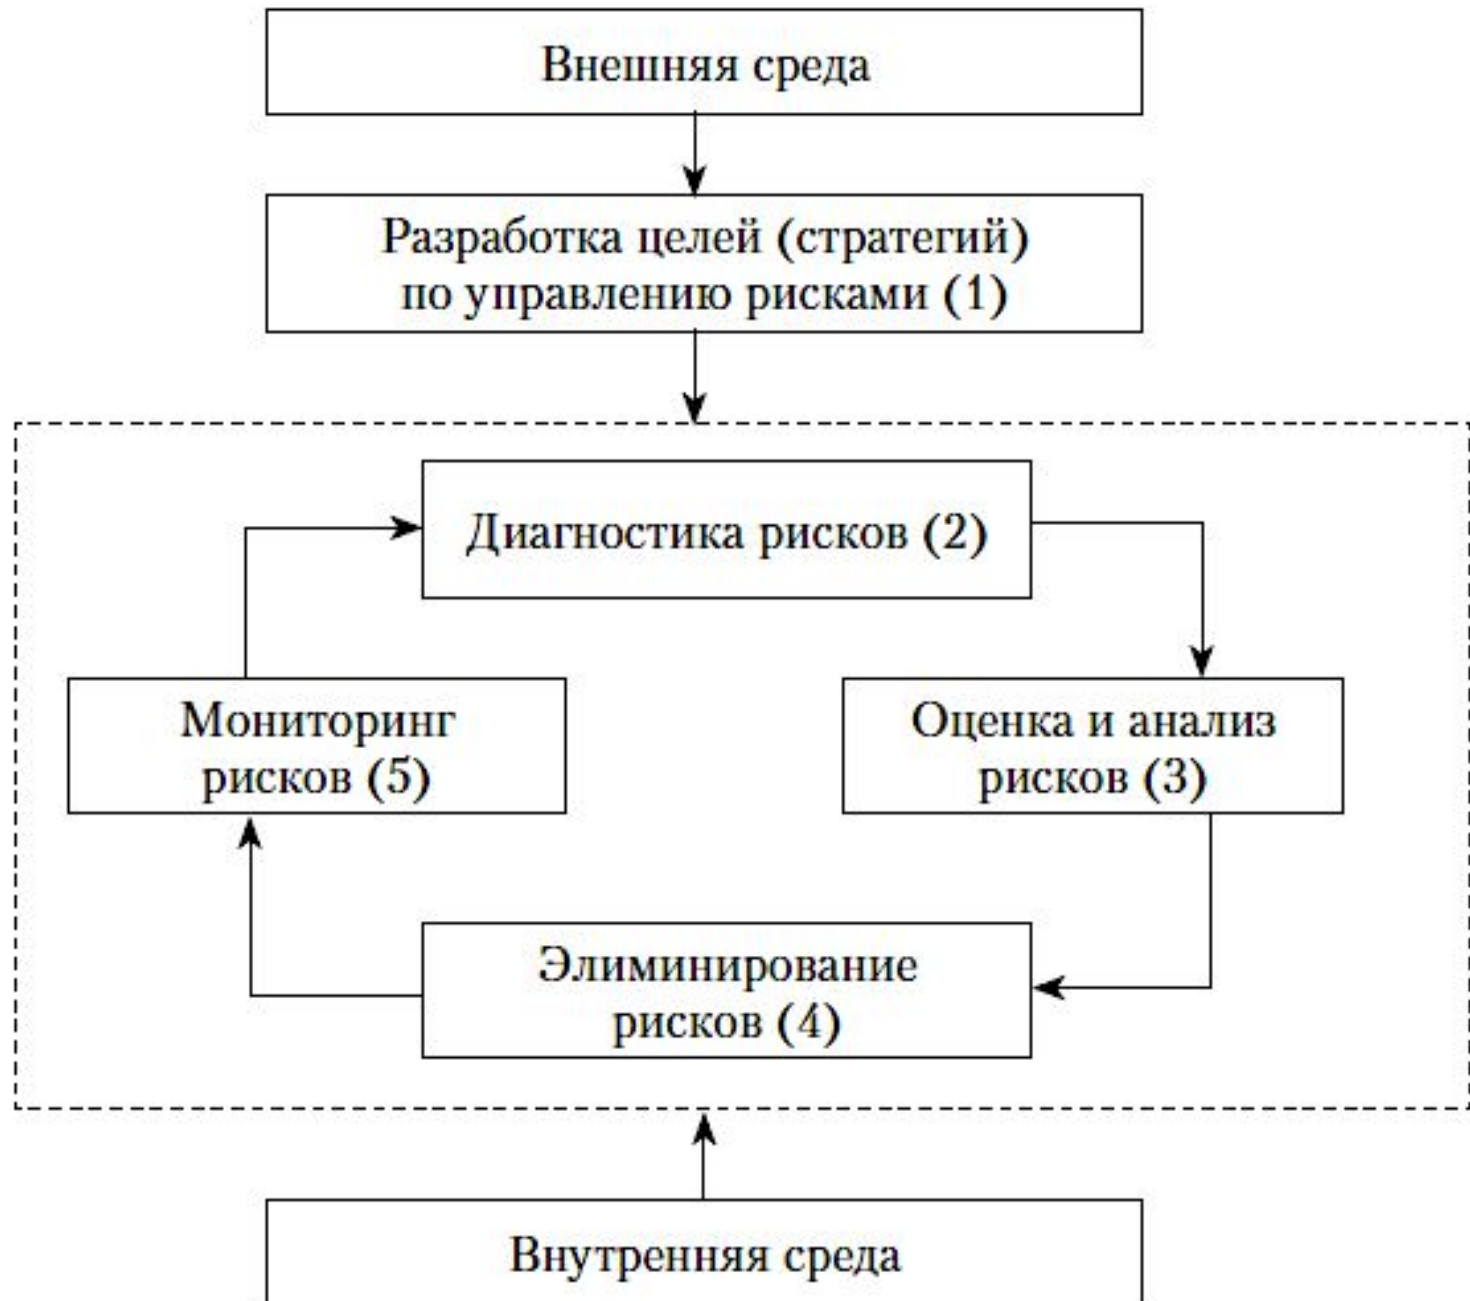 Внешняя среда
Разработка целей (стратегий)
по управлению рисками (1)
Диагностика рисков (2)
Мониторинг
рисков (5)
Оценка и анализ
рисков (3)
Элиминирование
рисков (4)
Внутренняя среда